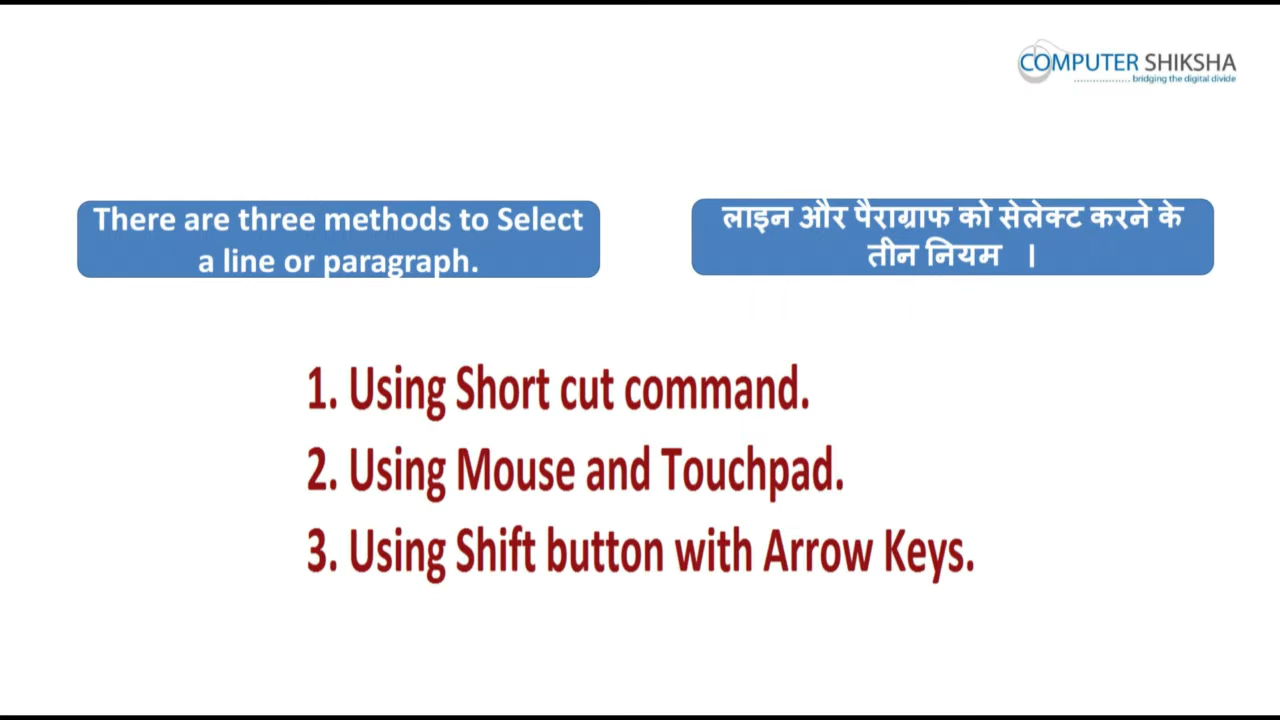 COMPUTER SHIKSHA
bridging the digital divide
There are three methods to Select
a line or paragraph.
लाइन और पैराग्राफ को सेलेक्ट करने के
तीन नियम ।
1. Using Short cut command.
2. Using Mouse and Touchpad.
3. Using Shift button with Arrow Keys.